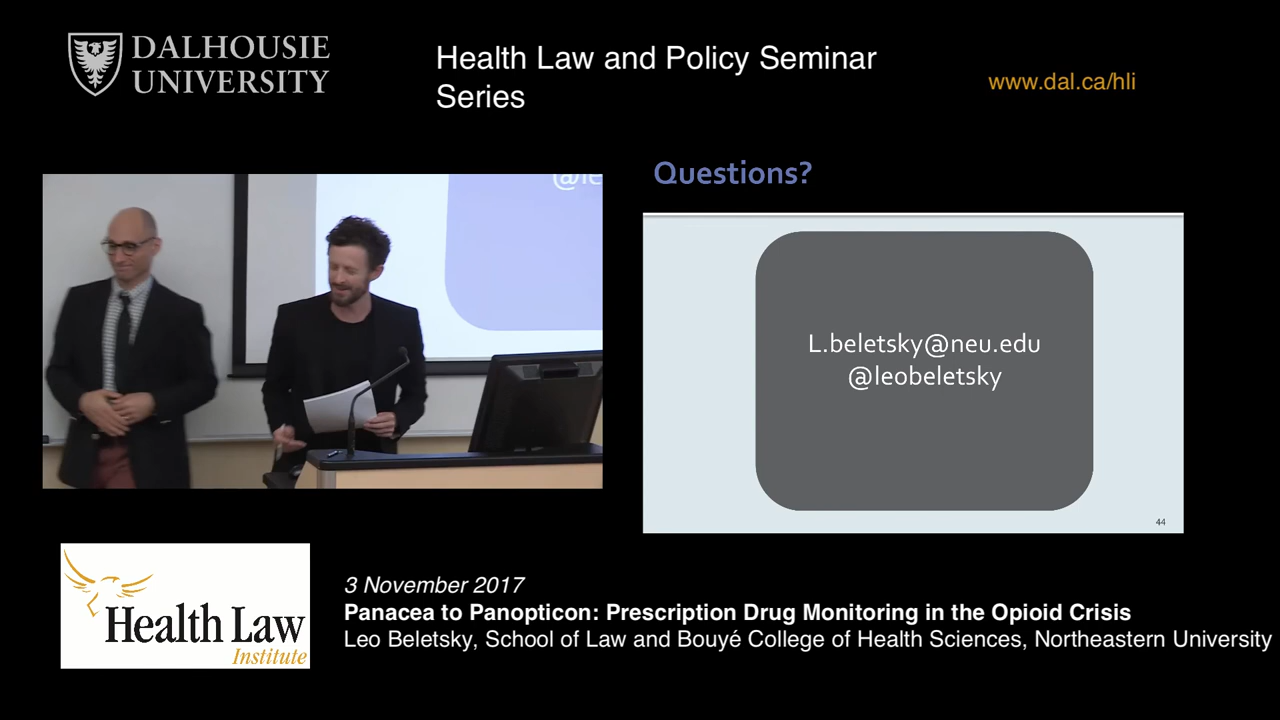 DALHOUSIE
UNIVERSITY
Health Law and Policy Seminar
Series
www.dal.ca/hli
Questions?
@le
L.beletsky@neu.edu
@leobeletsky
44
Health Law
Institute
3 November 2017
Panacea to Panopticon: Prescription Drug Monitoring in the Opioid Crisis
Leo Beletsky, School of Law and Bouyé College of Health Sciences, Northeastern University